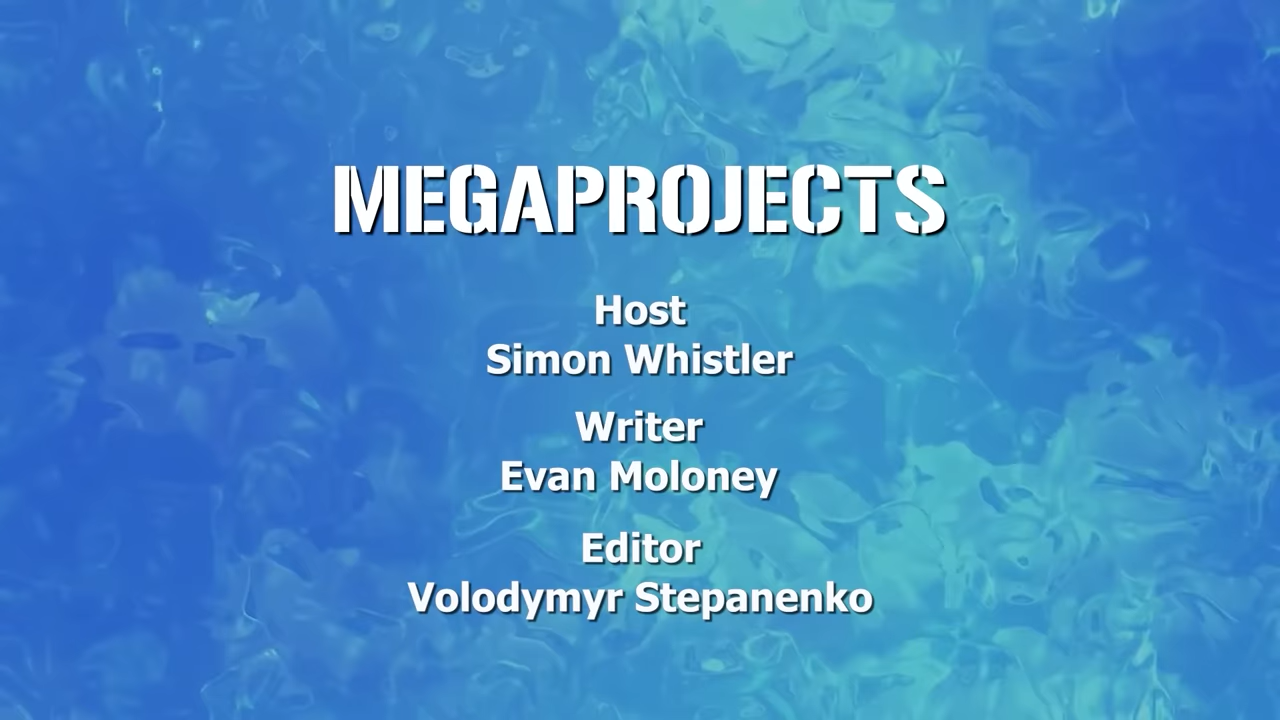 MEGAPROJECTS
Host
Simon Whistler
Writer
Evan Moloney
Editor
Volodymyr Stepanenko